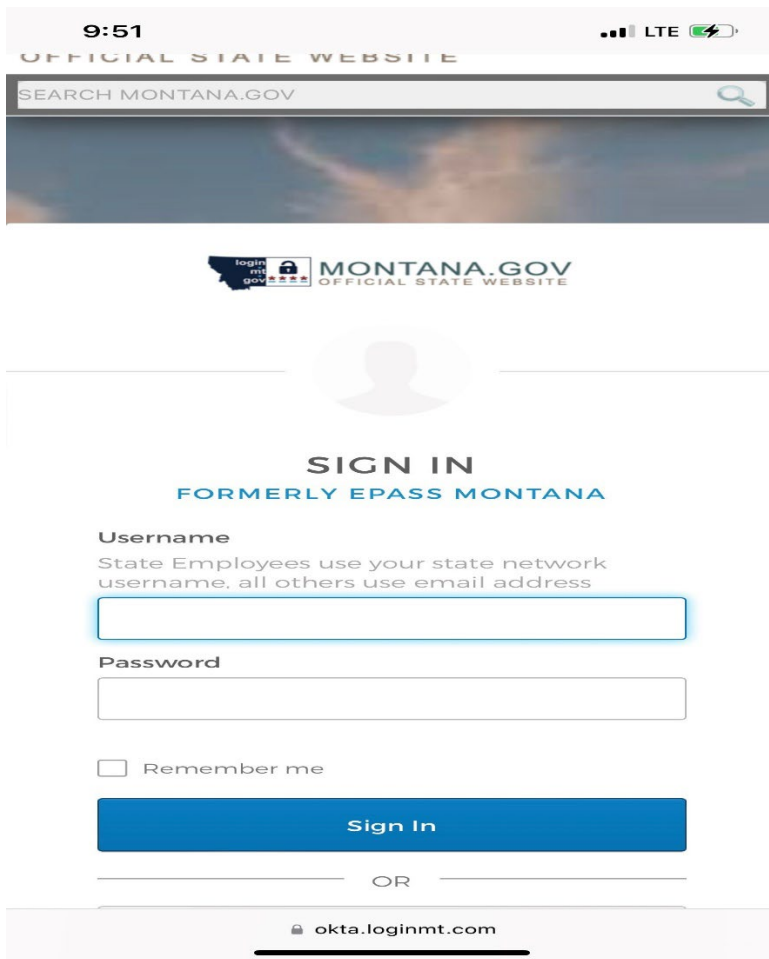 9:51 LTE
OFFICIAL STATE WEBSITE
SEARCH MONTANA.GOV
login
mt
gov
MONTANA.GOV
OFFICIAL STATE WEBSITE
SIGN IN
FORMERLY EPASS MONTANA
Username
State Employees use your state network
username, all others use email address
Password
Remember me
Sign In
OR
okta.loginmt.com